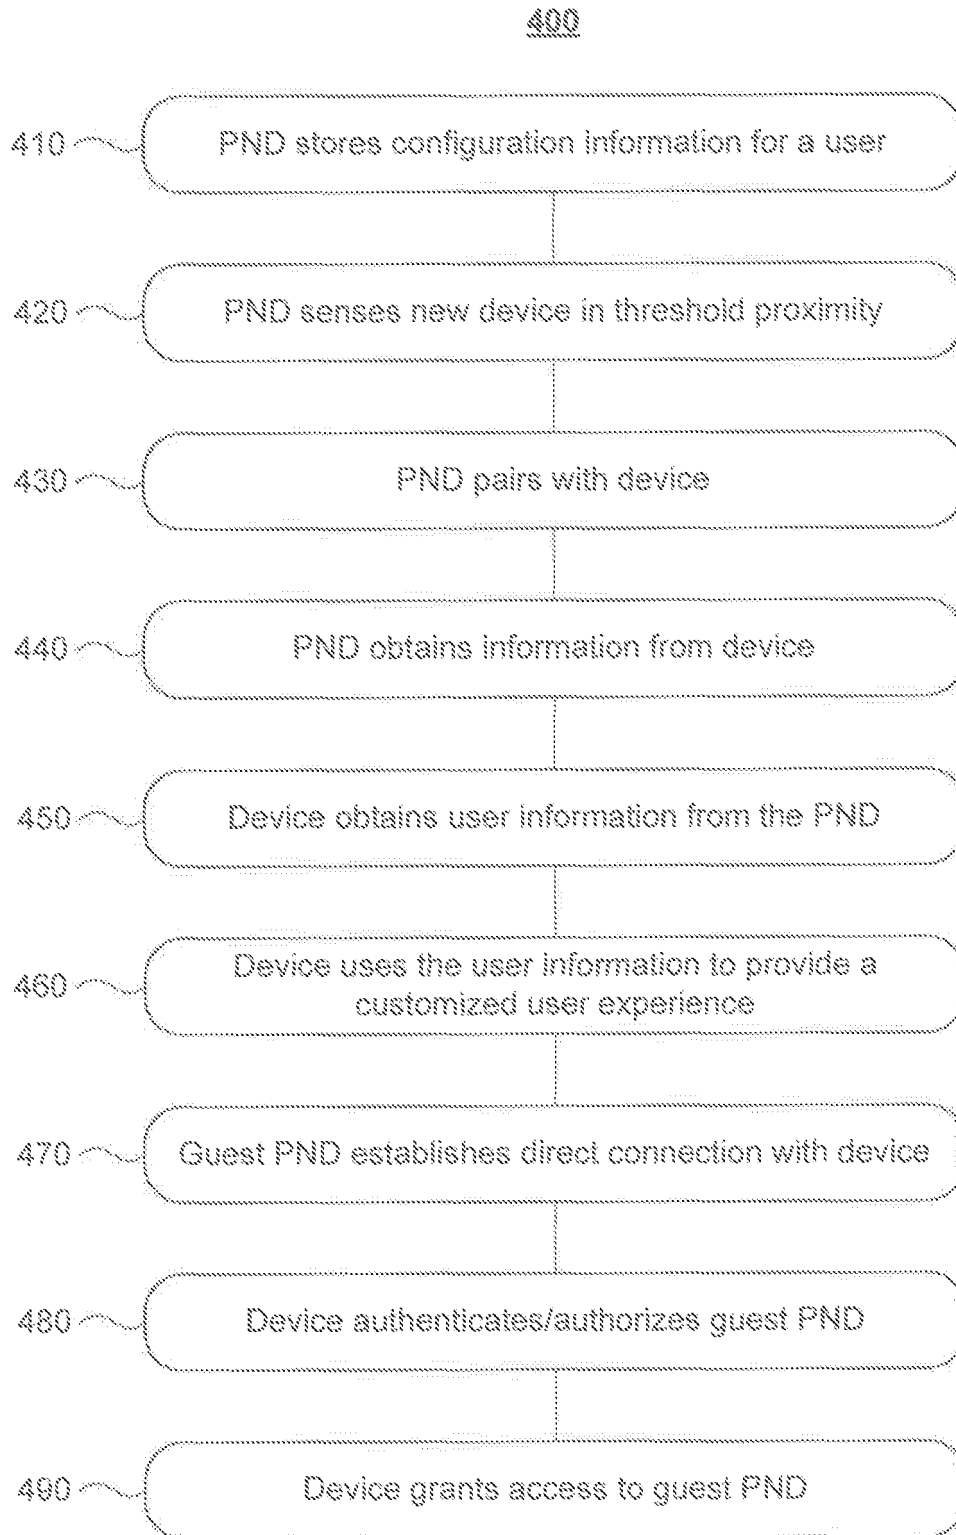 400
410 PND stores configuration information for a user
420 PND senses new device in threshold proximity
430 PND pairs with device
440 PND obtains information from device
450 Device obtains user information from the PND
460 Device uses the user information to provide a
customized user experience
470 Guest PND establishes direct connection with device
480 Device authenticates/authorizes guest PND
490 Device grants access to guest PND